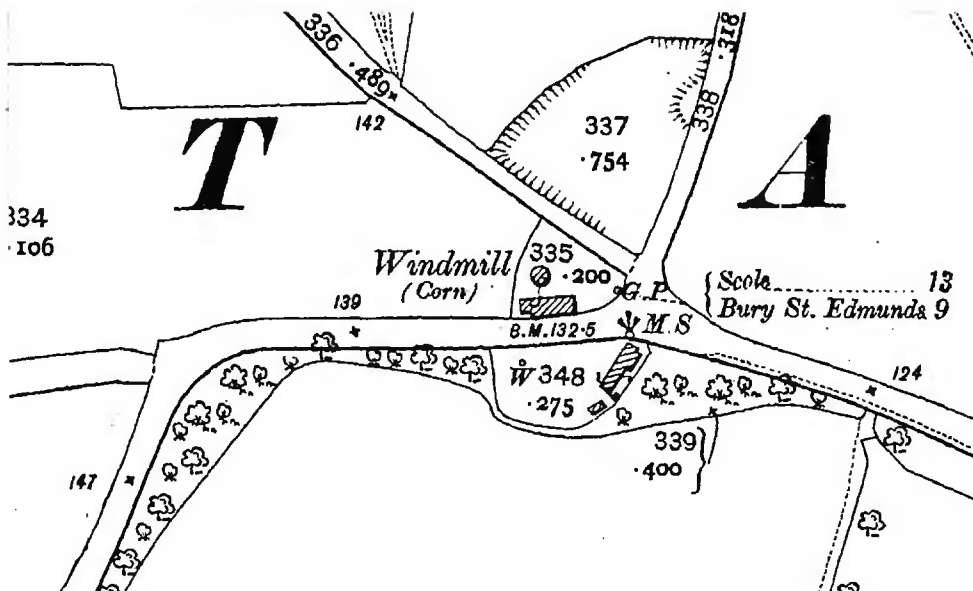 336
·489
142
T
334
·106
337
·754
338
·318
A
Windmill
(Corn)
335
·200
G.P.
Scole 13
Bury St. Edmunds 9
139
B.M.132·5
M.S
W 348
·275
124
339
·400
147